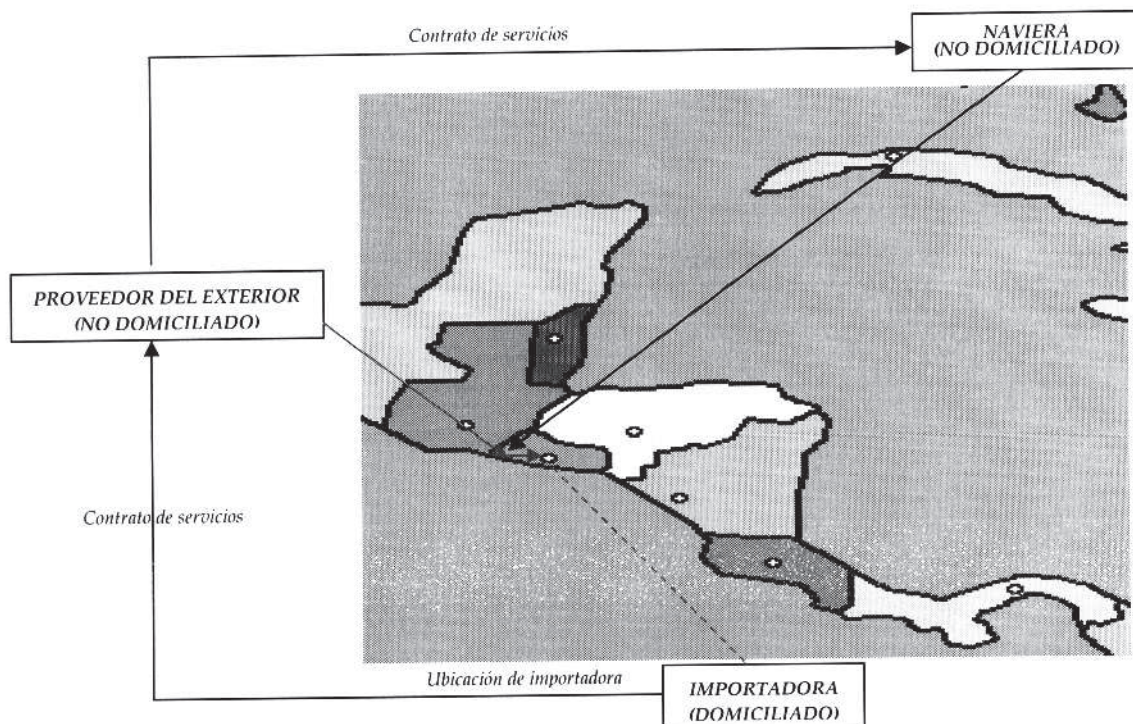 Contrato de servicios
NAVIERA
(NO DOMICILIADO)
PROVEEDOR DEL EXTERIOR
(NO DOMICILIADO)
Contrato de servicios
Ubicación de importadora
IMPORTADORA
(DOMICILIADO)